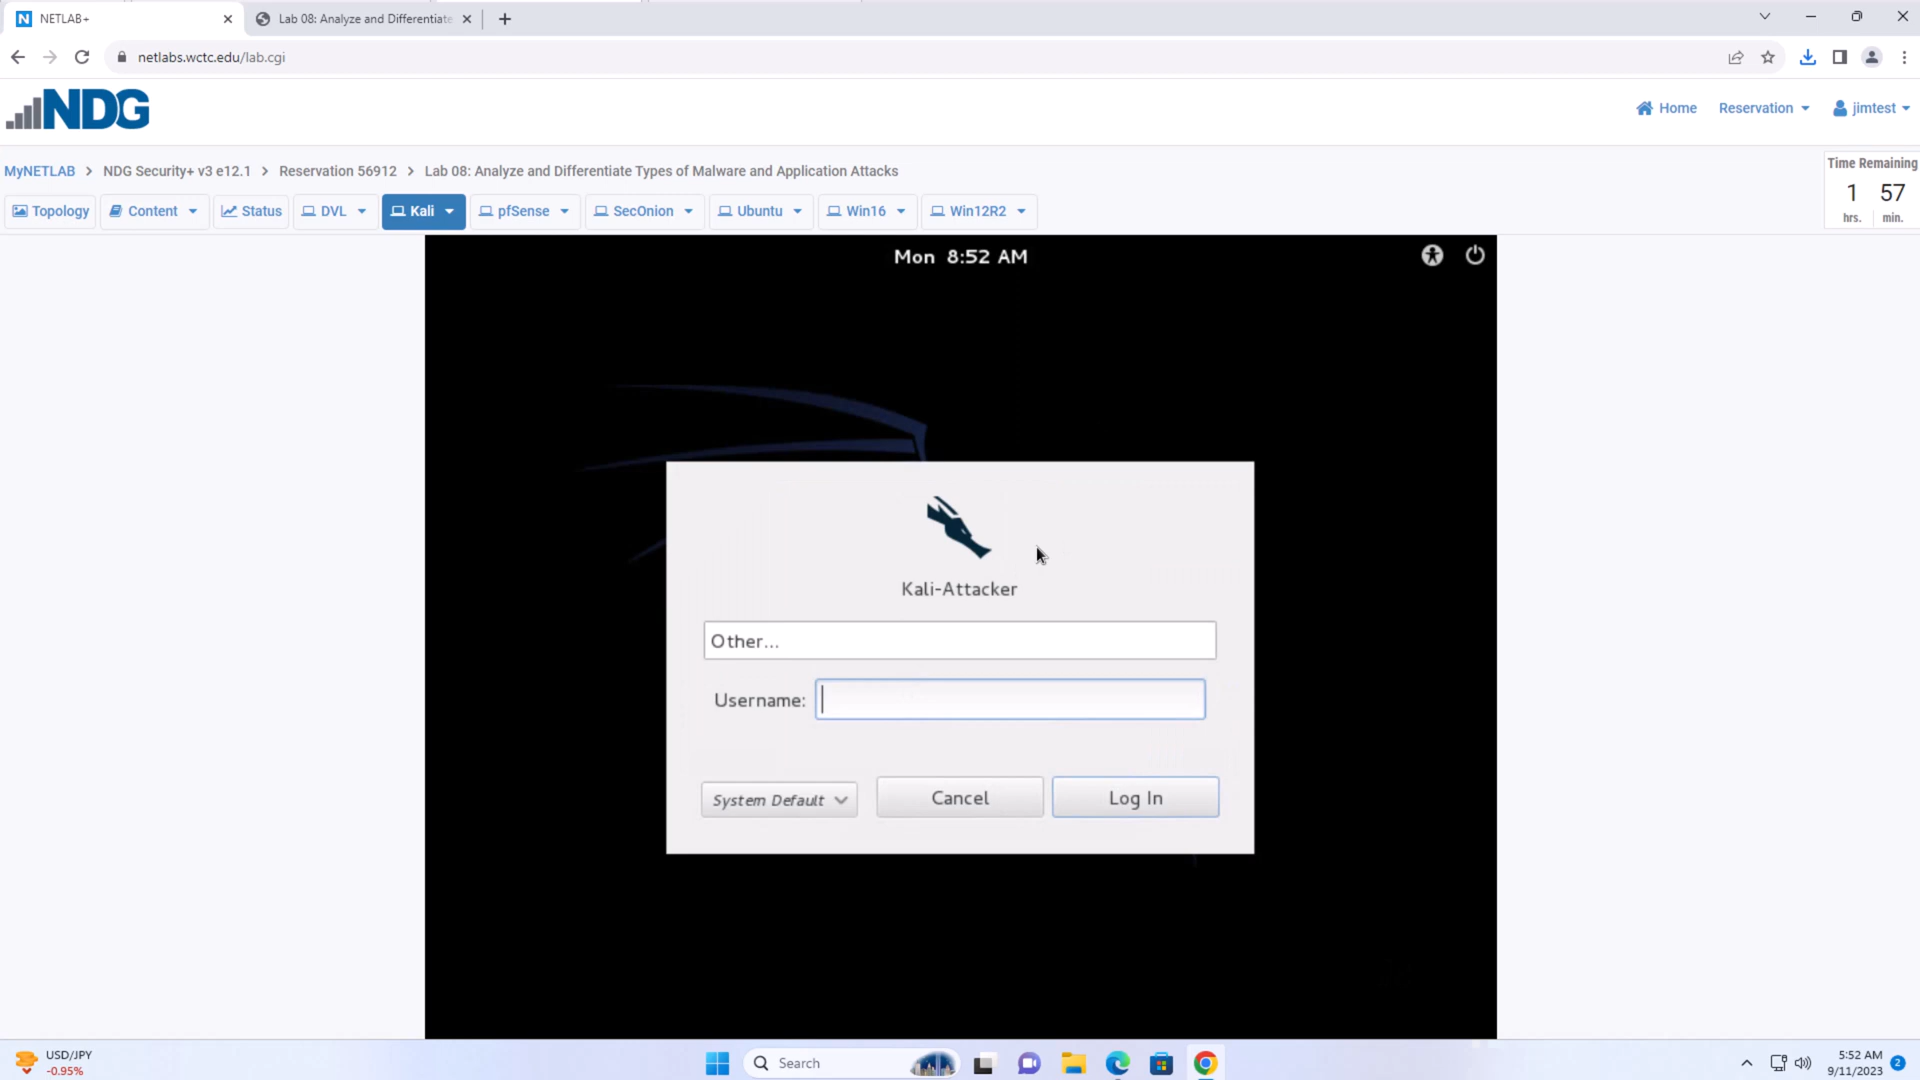 NETLAB+
Lab 08: Analyze and Differentiate
netlabs.wctc.edu/lab.cgi
NDG
Home
Reservation
jimtest
MyNETLAB > NDG Security+ v3 e12.1 > Reservation 56912 > Lab 08: Analyze and Differentiate Types of Malware and Application Attacks
Time Remaining
1 57
hrs. min.
Topology
Content
Status
DVL
Kali
pfSense
SecOnion
Ubuntu
Win16
Win12R2
Mon 8:52 AM
Kali-Attacker
Other...
Username:
System Default
Cancel
Log In
USD/JPY
-0.95%
Search
5:52 AM
9/11/2023
2